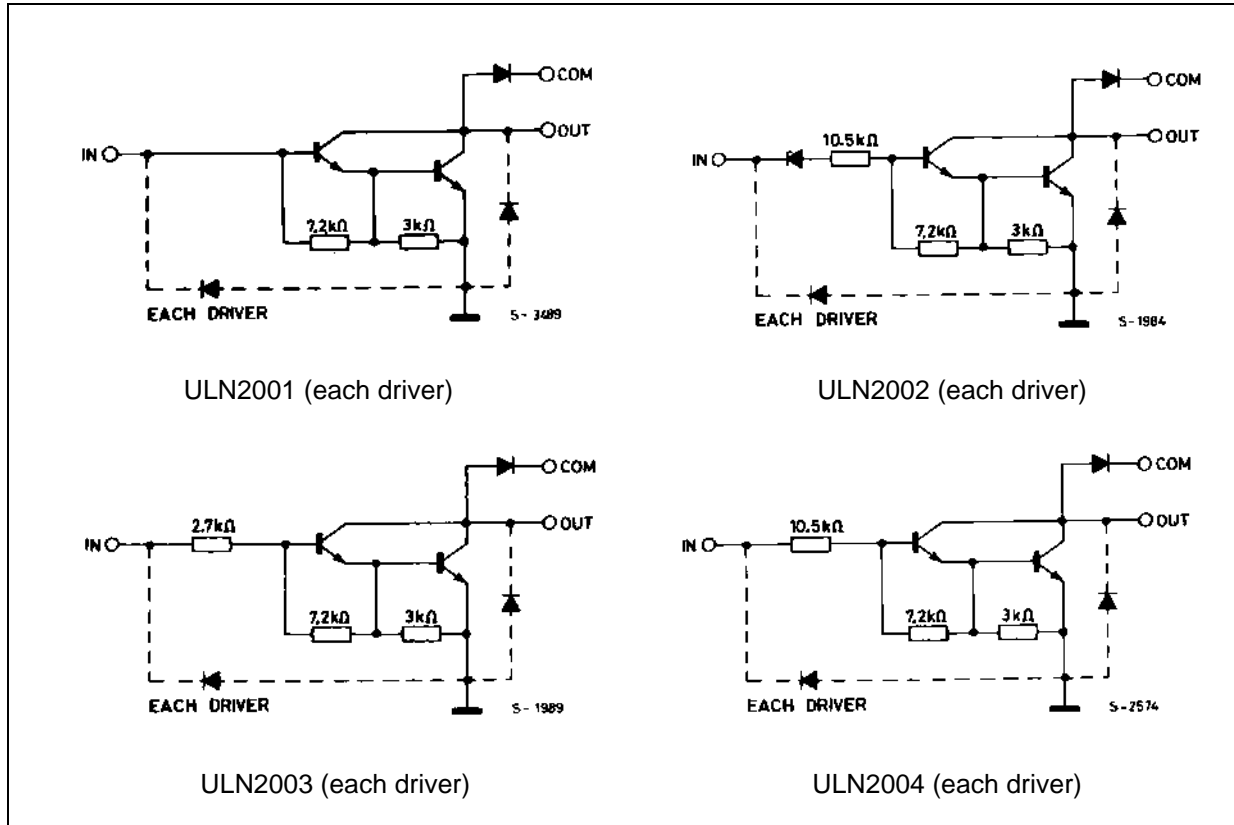 COM
OUT
IN
7.2kΩ 3kΩ
EACH DRIVER
S-3489
ULN2001 (each driver)
COM
OUT
10.5kΩ
IN
7.2kΩ 3kΩ
EACH DRIVER
S-1984
ULN2002 (each driver)
COM
OUT
2.7kΩ
IN
7.2kΩ 3kΩ
EACH DRIVER
S-1989
ULN2003 (each driver)
COM
OUT
10.5kΩ
IN
7.2kΩ 3kΩ
EACH DRIVER
S-2574
ULN2004 (each driver)